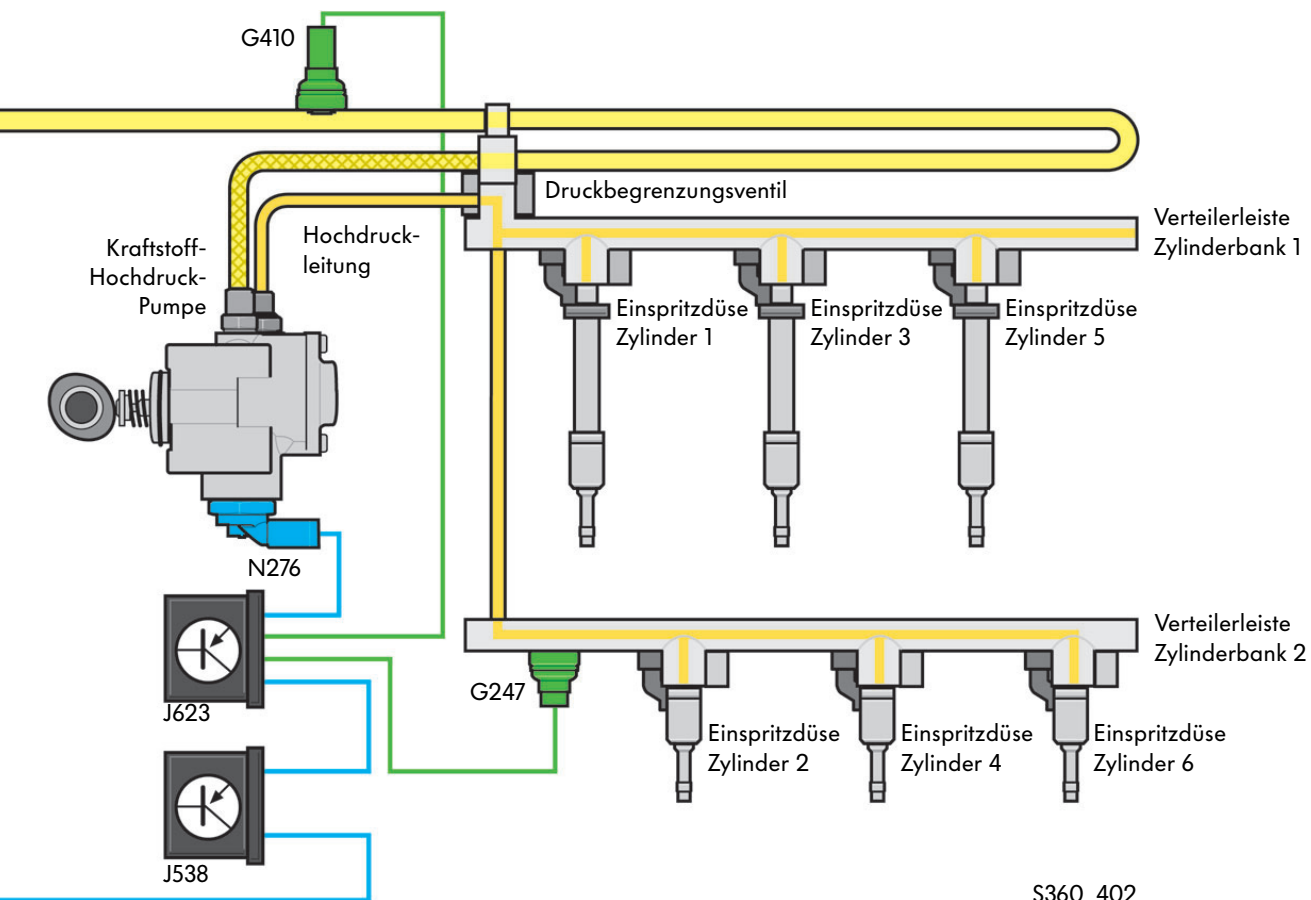 G410
Druckbegrenzungsventil
Verteilerleiste
Zylinderbank 1
Kraftstoff-
Hochdruck-
Pumpe
Hochdruck-
leitung
Einspritzdüse
Zylinder 1
Einspritzdüse
Zylinder 3
Einspritzdüse
Zylinder 5
N276
J623
G247
Verteilerleiste
Zylinderbank 2
Einspritzdüse
Zylinder 2
Einspritzdüse
Zylinder 4
Einspritzdüse
Zylinder 6
J538
S360_402